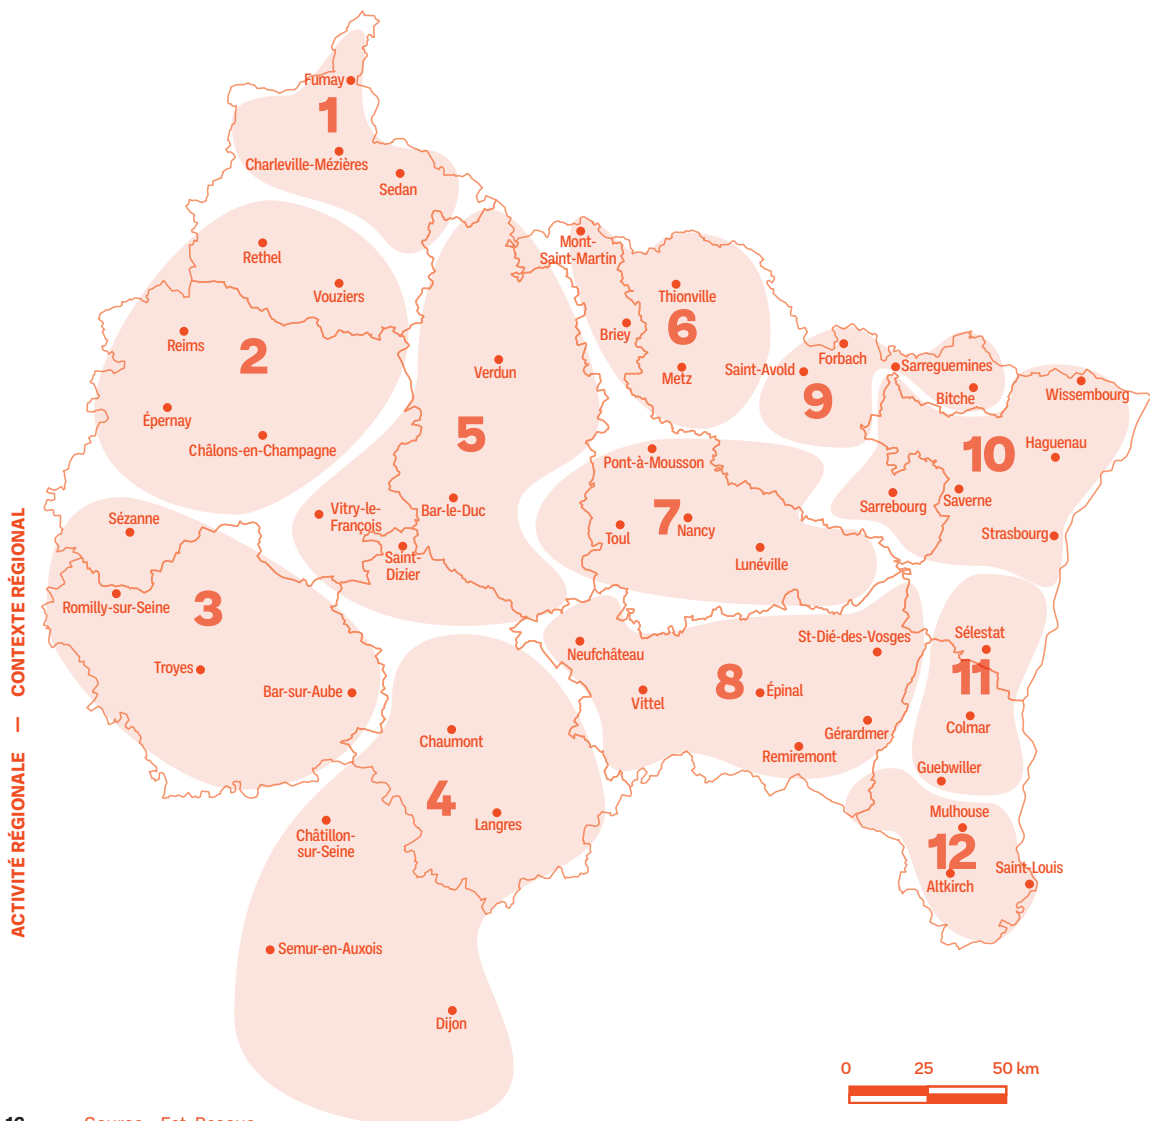 Fumay
1
Charleville-Mézières
Sedan
Rethel
Vouziers
Reims
2
Épernay
Châlons-en-Champagne
Mont-
Saint-Martin
Thionville
Briey
6
Metz
Verdun
5
Bar-le-Duc
Saint-Avold
Forbach
9
Sarreguemines
Bitche
Wissembourg
10
Haguenau
Saverne
Sarrebourg
Strasbourg
Pont-à-Mousson
7
Nancy
Toul
Lunéville
Vitry-le-
François
Saint-
Dizier
Sézanne
Romilly-sur-Seine
3
Troyes
Bar-sur-Aube
Neufchâteau
Vittel
8
Épinal
St-Dié-des-Vosges
Gérardmer
Remiremont
Sélestat
11
Colmar
Guebwiller
Mulhouse
12
Altkirch
Saint-Louis
Chaumont
4
Langres
Châtillon-
sur-Seine
Semur-en-Auxois
Dijon
0 25 50 km
ACTIVITÉ RÉGIONALE — CONTEXTE RÉGIONAL